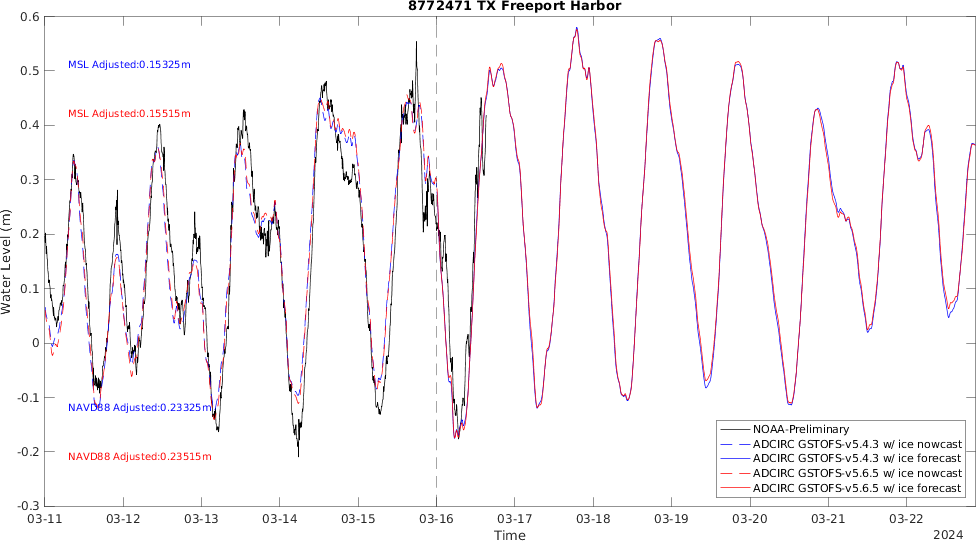 8772471 TX Freeport Harbor
0.6
0.5
0.4
0.3
0.2
0.1
0
-0.1
-0.2
-0.3
Water Level (m)
MSL Adjusted:0.15325m
MSL Adjusted:0.15515m
NAVD88 Adjusted:0.23325m
NAVD88 Adjusted:0.23515m
NOAA-Preliminary
ADCIRC GSTOFS-v5.4.3 w/ ice nowcast
ADCIRC GSTOFS-v5.4.3 w/ ice forecast
ADCIRC GSTOFS-v5.6.5 w/ ice nowcast
ADCIRC GSTOFS-v5.6.5 w/ ice forecast
03-11 03-12 03-13 03-14 03-15 03-16 03-17 03-18 03-19 03-20 03-21 03-22
Time
2024